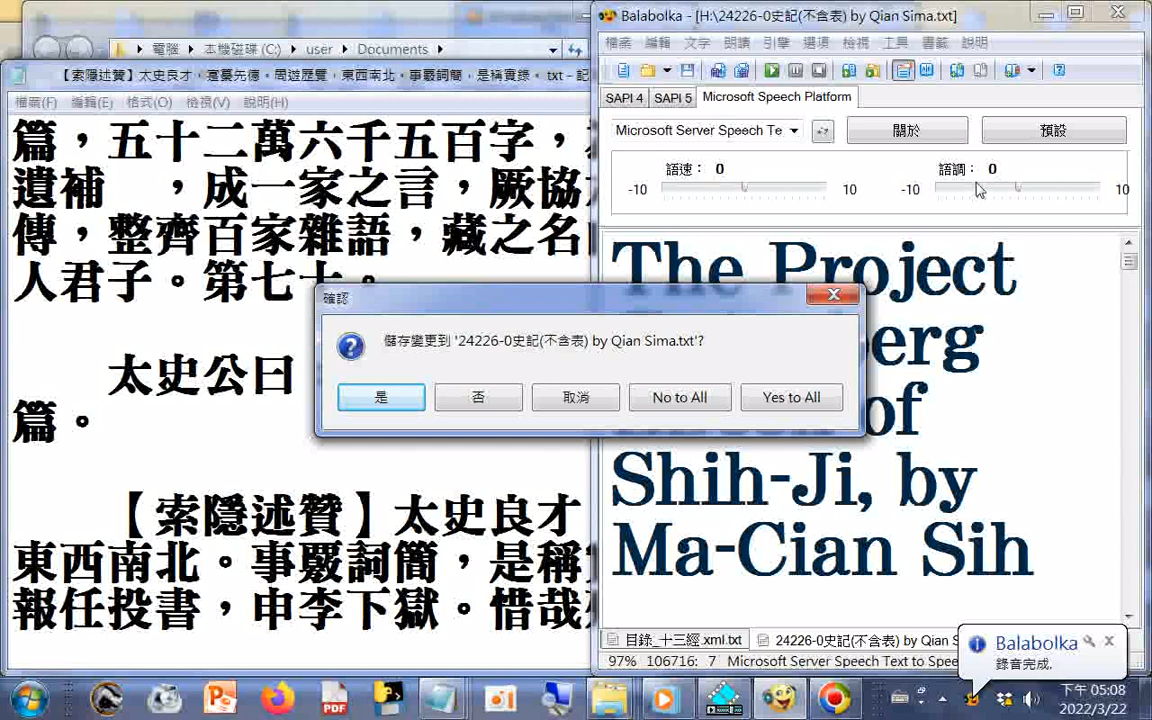 電腦 ▸ 本機磁碟 (C:) ▸ user ▸ Documents ▸
【索隱述贊】太史良才，寔纂先德。周遊歷覽，東西南北。事覈詞簡，是稱實錄。 txt - 記
檔案(F) 編輯(E) 格式(O) 檢視(V) 說明(H)
篇，五十二萬六千五百字，
遺補　，成一家之言，厥協
傳，整齊百家雜語，藏之名
人君子。第七十。
太史公曰
篇。
【索隱述贊】太史良才
東西南北。事覈詞簡，是稱
報任投書，申李下獄。惜哉
Balabolka - [H:\24226-0史記(不含表) by Qian Sima.txt]
檔案 編輯 文字 朗讀 引擎 選項 檢視 工具 書籤 說明
SAPI 4 SAPI 5 Microsoft Speech Platform
Microsoft Server Speech Te 關於 預設
語速： 0 語調： 0
-10 10 -10 10
The Project
erg
of
Shih-Ji, by
Ma-Cian Sih
確認
儲存變更到 '24226-0史記(不含表) by Qian Sima.txt'?
是 否 取消 No to All Yes to All
目錄_十三經.xml.txt 24226-0史記(不含表) by Qian S
97% 106716: 7 Microsoft Server Speech Text to Spee
Balabolka
錄音完成.
下午 05:08
2022/3/22